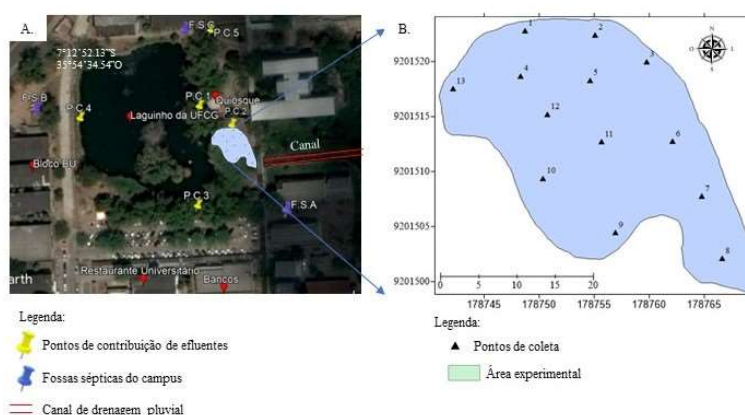 A.
7°12'52.13"S
35°54'34.54"O
F.S.C
P.C.5
F.S.B
P.C.4
P.C.1
Quiosque
P.C.2
Laguinho da UFCG
Canal
Bloco BU
P.C.3
F.S.A
Restaurante Universitário
Bancos
arth
Legenda:
Pontos de contribuição de efluentes
Fossas sépticas do campus
Canal de drenagem pluvial
B.
9201520
9201515
9201510
9201505
9201500
1
2
3
4
5
13
12
11
6
10
7
9
8
N
L
S
0 10 20
178745 178750 178755 178760 178765
Legenda:
Pontos de coleta
Área experimental